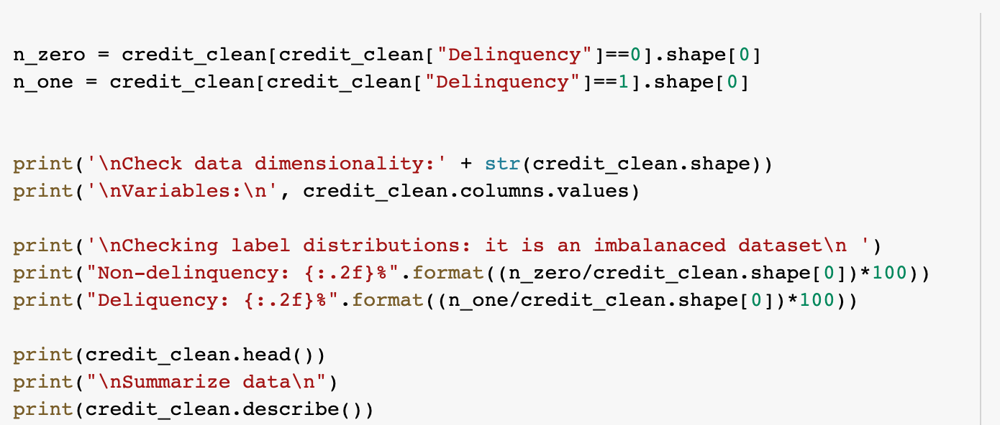 n_zero = credit_clean[credit_clean["Delinquency"]==0].shape[0]
n_one = credit_clean[credit_clean["Delinquency"]==1].shape[0]
print('\nCheck data dimensionality:' + str(credit_clean.shape))
print('\nVariables:\n', credit_clean.columns.values)
print('\nChecking label distributions: it is an imbalanaced dataset\n ')
print("Non-delinquency: {:.2f}%".format((n_zero/credit_clean.shape[0])*100))
print("Deliquency: {:.2f}%".format((n_one/credit_clean.shape[0])*100))
print(credit_clean.head())
print("\nSummarize data\n")
print(credit_clean.describe())